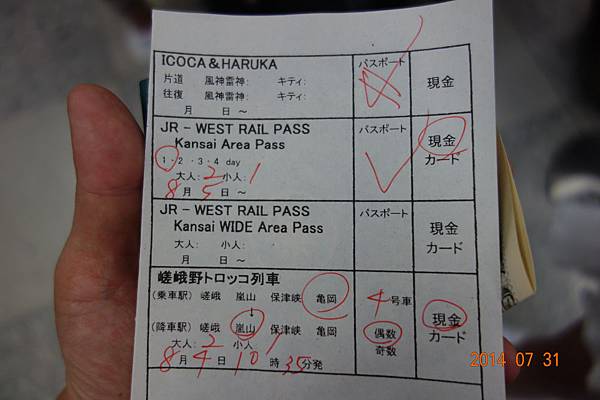 ICOCA&HARUKA パスポート 現金
片道 風神雷神: キティ:
往復 風神雷神: キティ:
月 日 ~
JR-WEST RAIL PASS パスポート 現金
Kansai Area Pass カード
1・2・3・4 day
大人: 2 小人: 1
8月 5日 ~
JR-WEST RAIL PASS パスポート 現金
Kansai WIDE Area Pass カード
大人: 小人:
月 日 ~
嵯峨野トロッコ列車
(乗車駅) 嵯峨 嵐山 保津峡 亀岡 4号車 現金
(降車駅) 嵯峨 嵐山 保津峡 亀岡 偶数 カード
大人: 2 小人: 1 奇数
8月 4日 10時 35分発
2014 07 31